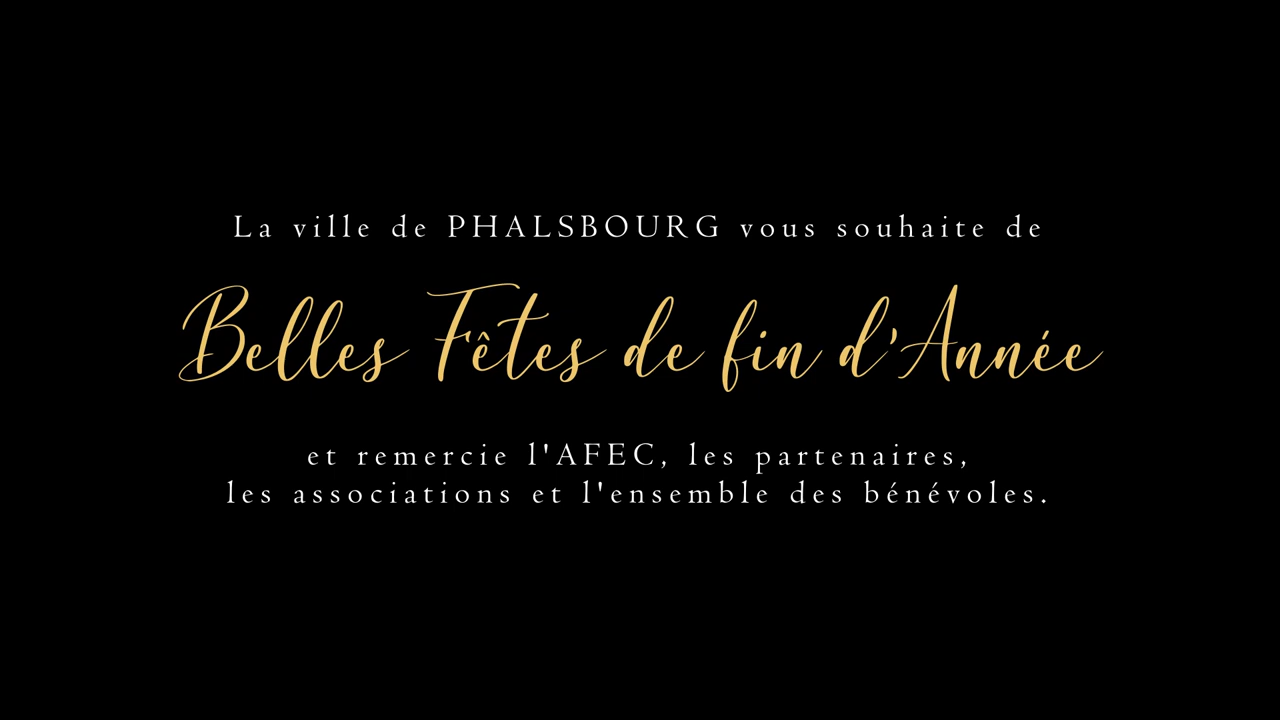 La ville de PHALSBOURG vous souhaite de
Belles Fêtes de fin d'Année
et remercie l'AFEC, les partenaires,
les associations et l'ensemble des bénévoles.